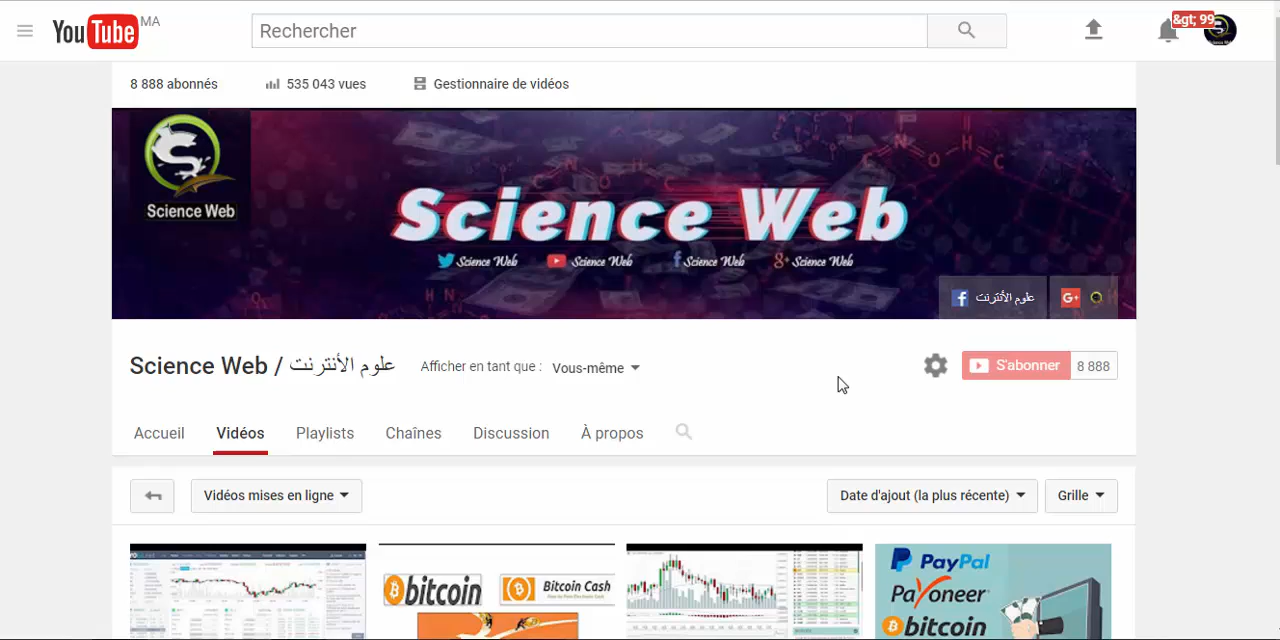 YouTube MA
Rechercher
&gt; 99
8 888 abonnés
535 043 vues
Gestionnaire de vidéos
Science Web
Science Web
Science Web
Science Web
Science Web
Science Web
علوم الأنترنت
G+
Science Web / علوم الأنترنت
Afficher en tant que :
Vous-même
S'abonner
8 888
Accueil
Vidéos
Playlists
Chaînes
Discussion
À propos
Vidéos mises en ligne
Date d'ajout (la plus récente)
Grille
bitcoin
Bitcoin Cash
PayPal
Payoneer
bitcoin